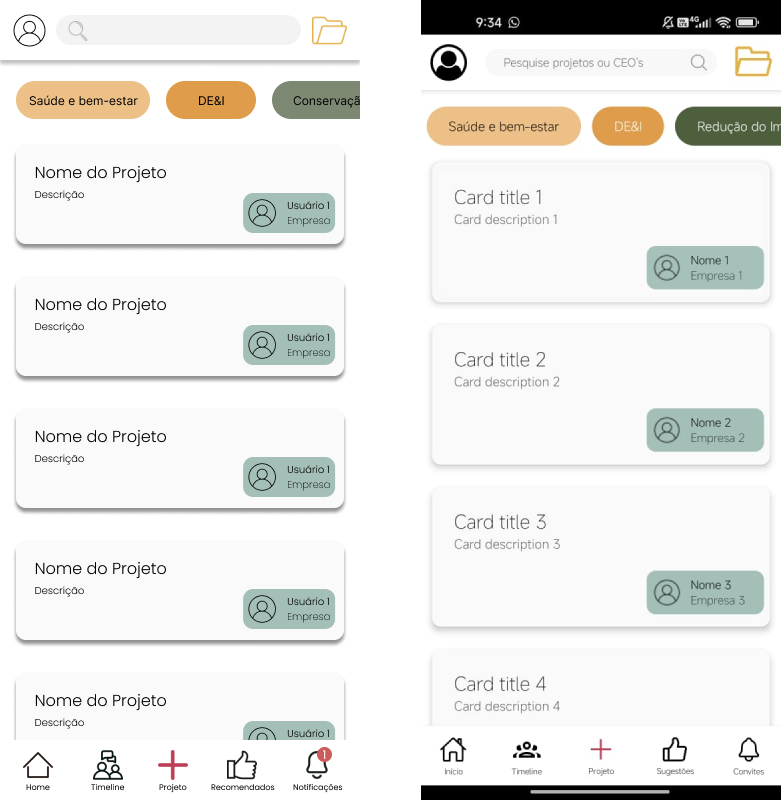 Saúde e bem-estar
DE&I
Conservaçã
Nome do Projeto
Descrição
Usuário 1
Empresa
Nome do Projeto
Descrição
Usuário 1
Empresa
Nome do Projeto
Descrição
Usuário 1
Empresa
Nome do Projeto
Descrição
Usuário 1
Empresa
Nome do Projeto
Descrição
Usuário 1
1
Home
Timeline
Projeto
Recomendados
Notificações
9:34
4G
Pesquise projetos ou CEO's
Saúde e bem-estar
DE&I
Redução do Im
Card title 1
Card description 1
Nome 1
Empresa 1
Card title 2
Card description 2
Nome 2
Empresa 2
Card title 3
Card description 3
Nome 3
Empresa 3
Card title 4
Card description 4
Início
Timeline
Projeto
Sugestões
Convites